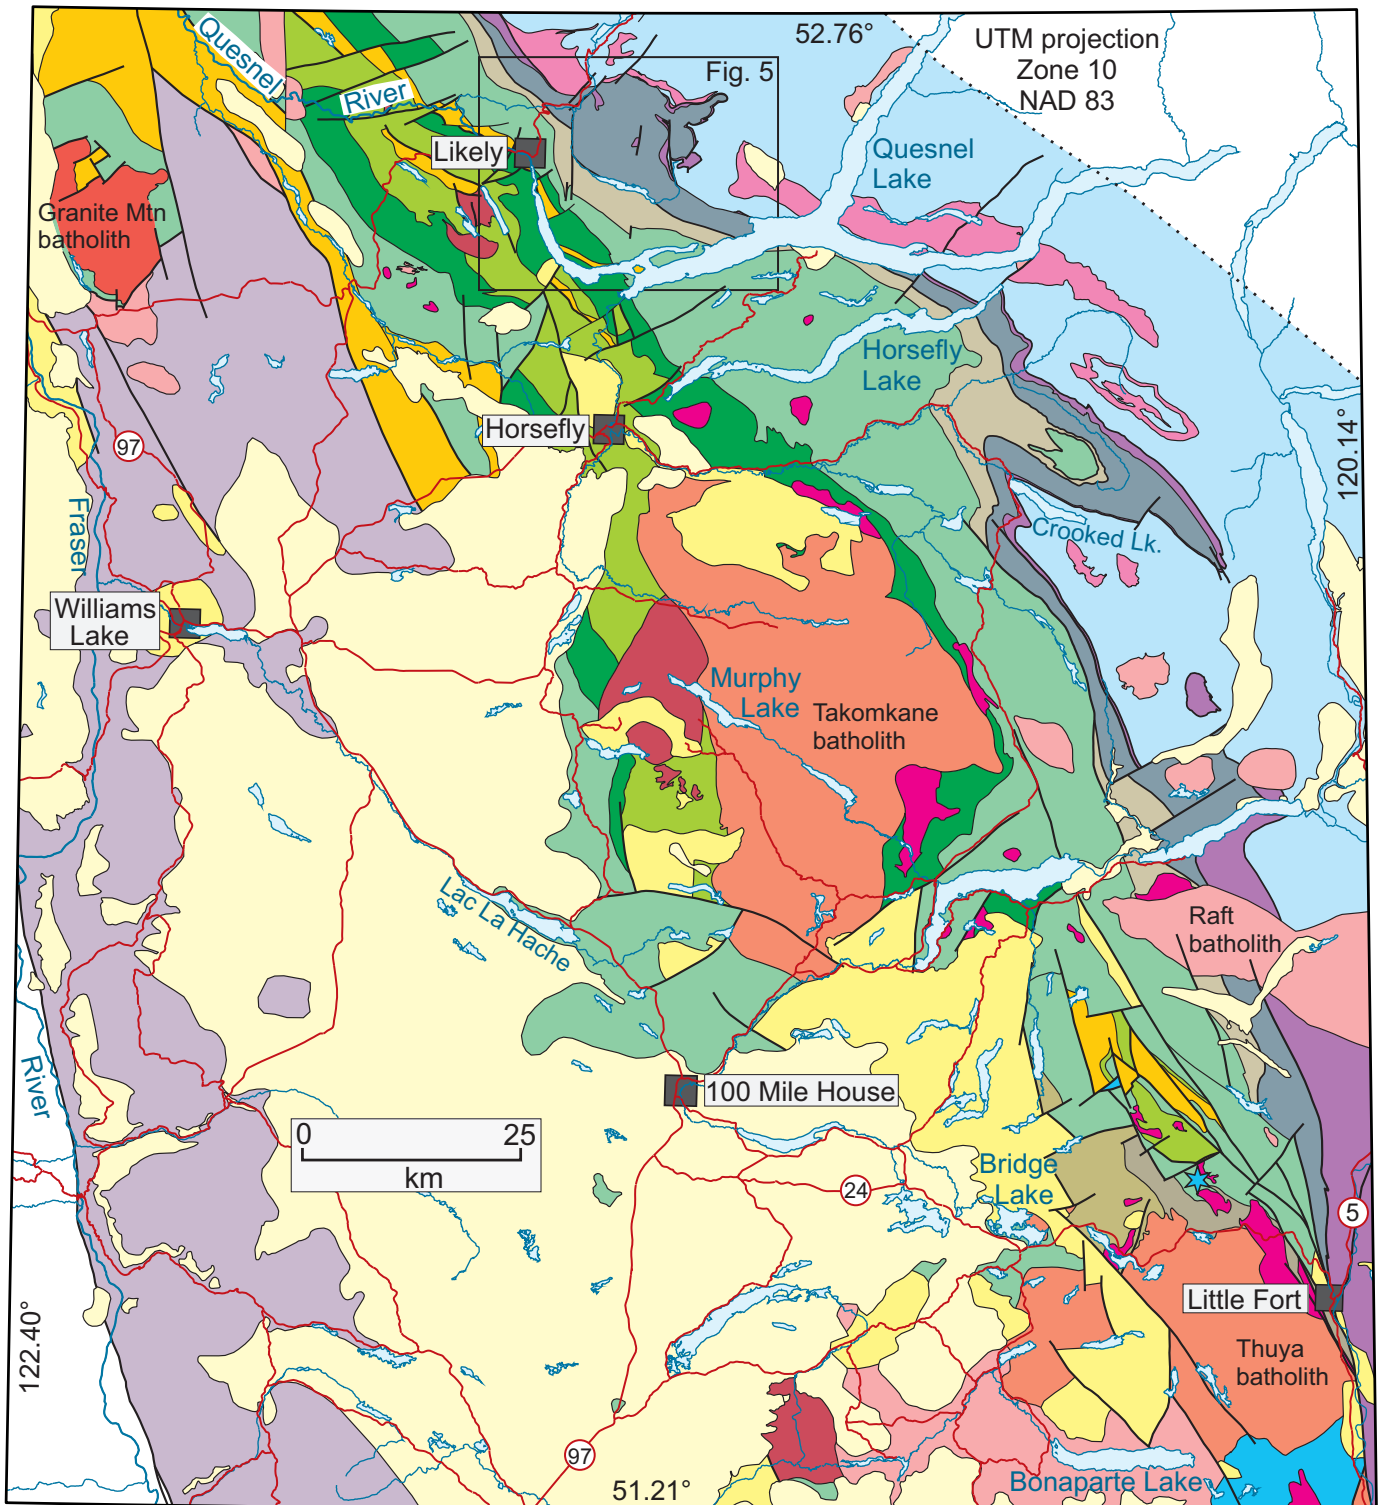 52.76°
UTM projection
Zone 10
NAD 83
Quesnel
River
Fig. 5
Likely
Quesnel
Lake
Granite Mtn
batholith
Horsefly
Lake
Horsefly
97
120.14°
Fraser
Crooked Lk.
Williams
Lake
Murphy
Lake
Takomkane
batholith
Lac La Hache
Raft
batholith
River
100 Mile House
0 25
km
Bridge
Lake
24
5
Little Fort
122.40°
Thuya
batholith
97
51.21°
Bonaparte Lake